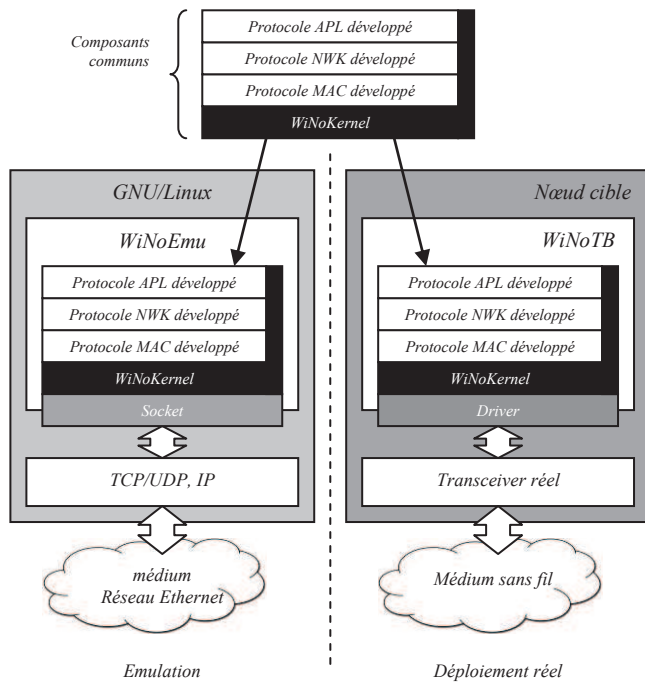 Composants
communs
Protocole APL développé
Protocole NWK développé
Protocole MAC développé
WiNoKernel
GNU/Linux
WiNoEmu
Protocole APL développé
Protocole NWK développé
Protocole MAC développé
WiNoKernel
Socket
TCP/UDP, IP
médium
Réseau Ethernet
Emulation
Nœud cible
WiNoTB
Protocole APL développé
Protocole NWK développé
Protocole MAC développé
WiNoKernel
Driver
Transceiver réel
Médium sans fil
Déploiement réel